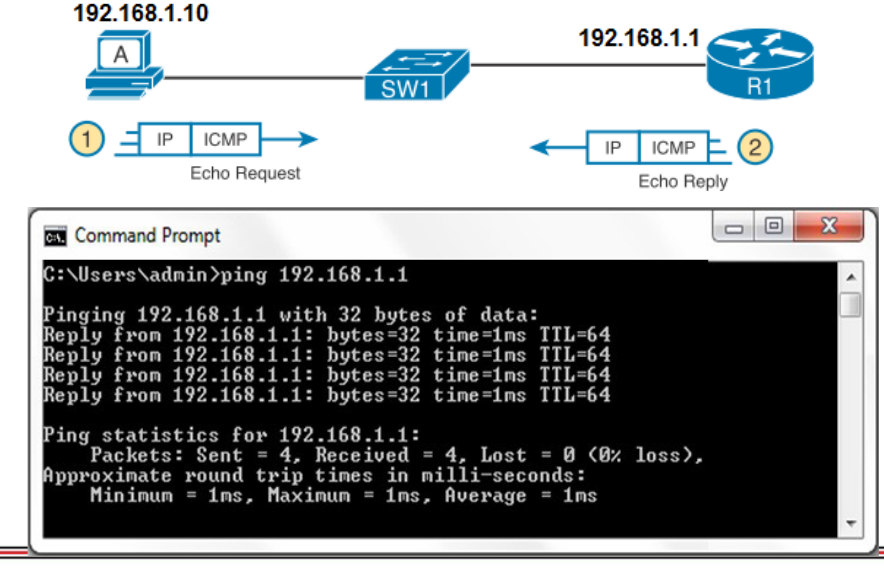 192.168.1.10
192.168.1.1
A
SW1
R1
1 IP ICMP
Echo Request
IP ICMP 2
Echo Reply
C:\. Command Prompt
C:\Users\admin>ping 192.168.1.1
Pinging 192.168.1.1 with 32 bytes of data:
Reply from 192.168.1.1: bytes=32 time=1ms TTL=64
Reply from 192.168.1.1: bytes=32 time=1ms TTL=64
Reply from 192.168.1.1: bytes=32 time=1ms TTL=64
Reply from 192.168.1.1: bytes=32 time=1ms TTL=64
Ping statistics for 192.168.1.1:
Packets: Sent = 4, Received = 4, Lost = 0 (0% loss),
Approximate round trip times in milli-seconds:
Minimum = 1ms, Maximum = 1ms, Average = 1ms